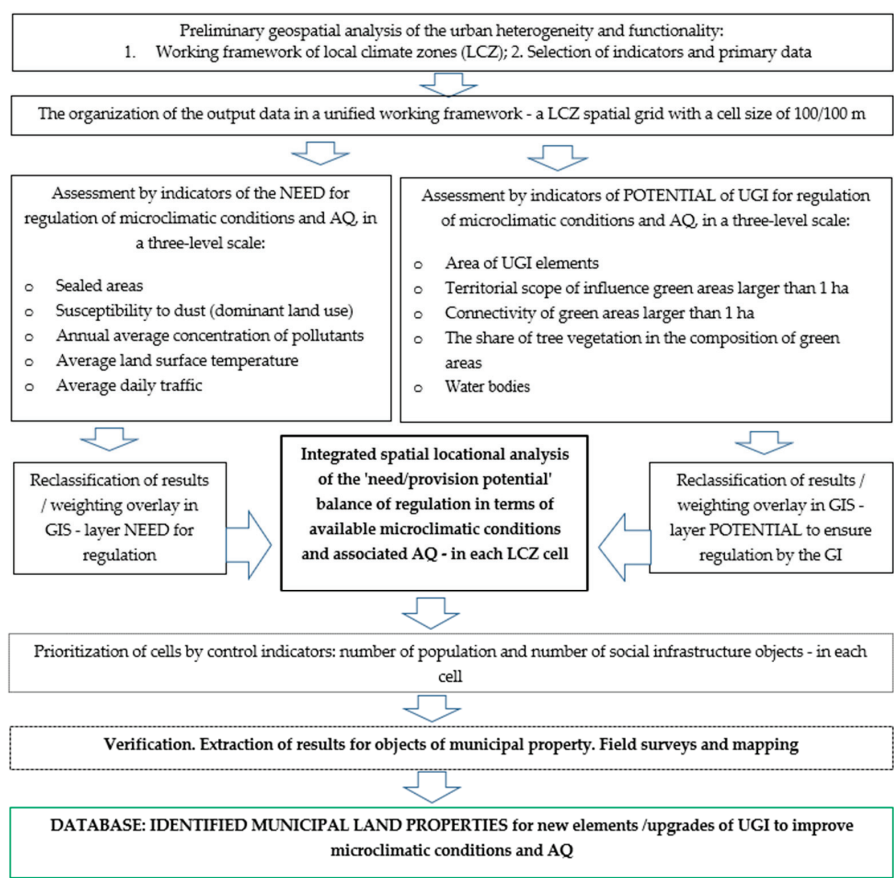 Preliminary geospatial analysis of the urban heterogeneity and functionality:
1. Working framework of local climate zones (LCZ); 2. Selection of indicators and primary data
The organization of the output data in a unified working framework - a LCZ spatial grid with a cell size of 100/100 m
Assessment by indicators of the NEED for
regulation of microclimatic conditions and AQ, in
a three-level scale:
o Sealed areas
o Susceptibility to dust (dominant land use)
o Annual average concentration of pollutants
o Average land surface temperature
o Average daily traffic
Assessment by indicators of POTENTIAL of UGI for regulation
of microclimatic conditions and AQ, in a three-level scale:
o Area of UGI elements
o Territorial scope of influence green areas larger than 1 ha
o Connectivity of green areas larger than 1 ha
o The share of tree vegetation in the composition of green
areas
o Water bodies
Reclassification of results
/ weighting overlay in
GIS - layer NEED for
regulation
Integrated spatial locational analysis
of the 'need/provision potential'
balance of regulation in terms of
available microclimatic conditions
and associated AQ - in each LCZ cell
Reclassification of results /
weighting overlay in GIS -
layer POTENTIAL to ensure
regulation by the GI
Prioritization of cells by control indicators: number of population and number of social infrastructure objects - in each
cell
Verification. Extraction of results for objects of municipal property. Field surveys and mapping
DATABASE: IDENTIFIED MUNICIPAL LAND PROPERTIES for new elements /upgrades of UGI to improve
microclimatic conditions and AQ